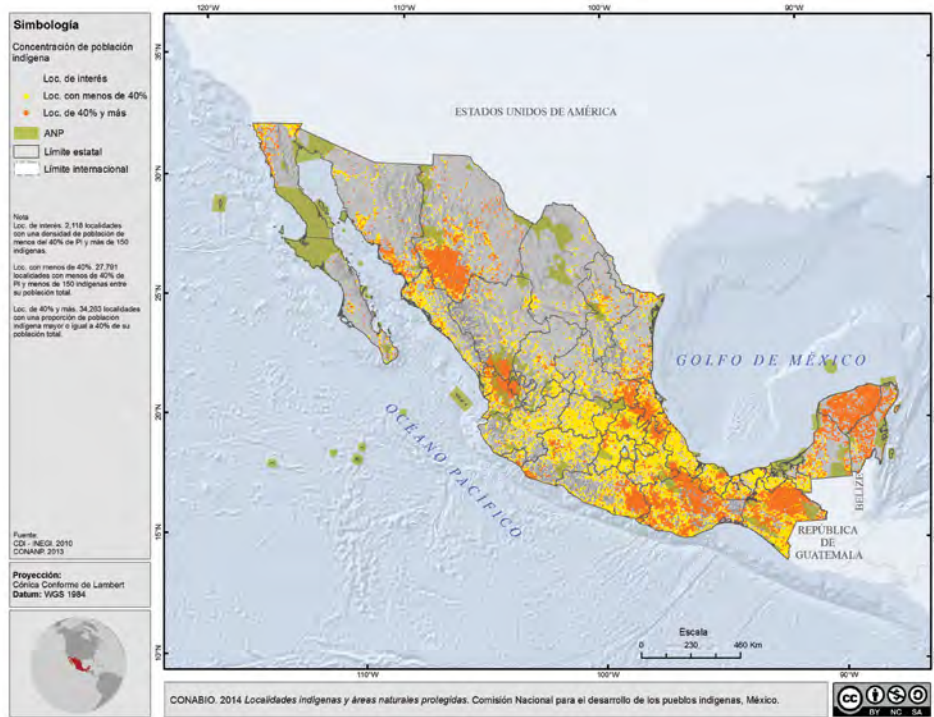 Simbología
Concentración de población
indígena
Loc. de interés
Loc. con menos de 40%
Loc. de 40% y más
ANP
Límite estatal
Límite internacional
Nota
Loc. de interés. 2,118 localidades
con una densidad de población de
menos del 40% de PI y más de 150
indígenas.
Loc. con menos de 40%. 27,791
localidades con menos de 40% de
PI y menos de 150 indígenas entre
su población total.
Loc. de 40% y más. 34,263 localidades
con una proporción de población
indígena mayor o igual a 40% de su
población total.
Fuente:
CDI - INEGI. 2010
CONANP. 2013
Proyección:
Cónica Conforme de Lambert
Datum: WGS 1984
120°W
110°W
100°W
90°W
35°N
30°N
25°N
20°N
15°N
10°N
ESTADOS UNIDOS DE AMÉRICA
GOLFO DE MÉXICO
OCEANO PACÍFICO
BELIZE
REPÚBLICA
DE
GUATEMALA
Escala
0 230 460 Km
110°W
100°W
90°W
CONABIO. 2014 Localidades indígenas y áreas naturales protegidas. Comisión Nacional para el desarrollo de los pueblos indígenas, México.
cc
BY NC SA